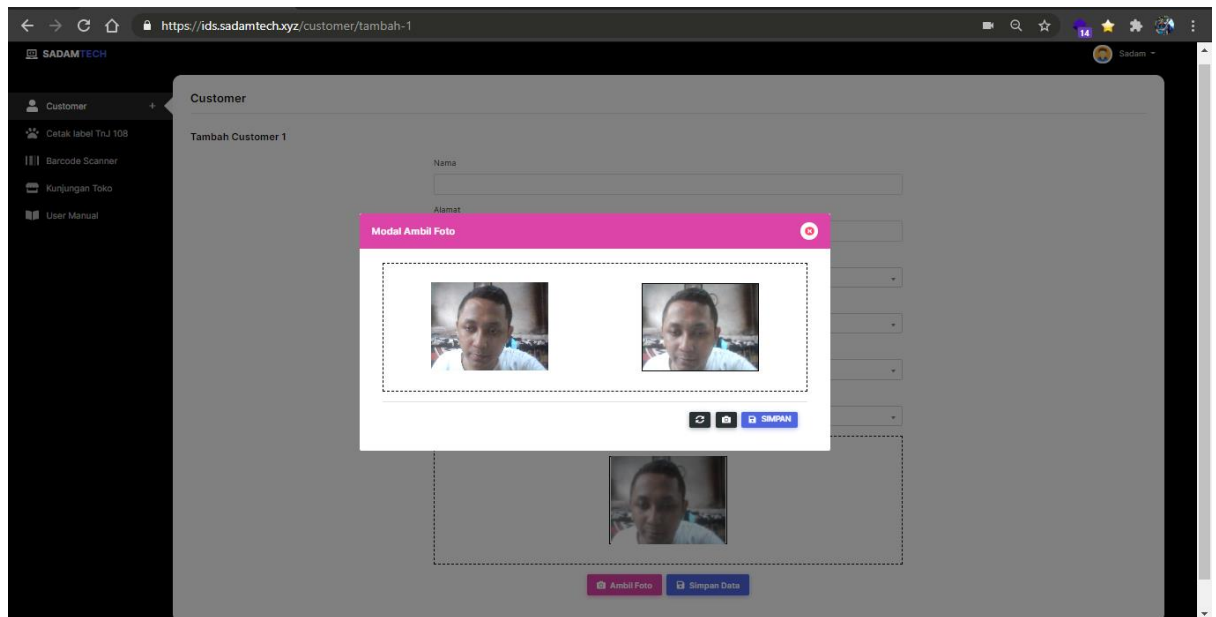 https://ids.sadamtech.xyz/customer/tambah-1
14
SADAMTECH
Sadam
Customer +
Cetak label TnJ 108
Barcode Scanner
Kunjungan Toko
User Manual
Customer
Tambah Customer 1
Nama
Alamat
Modal Ambil Foto
SIMPAN
Ambil Foto
Simpan Data